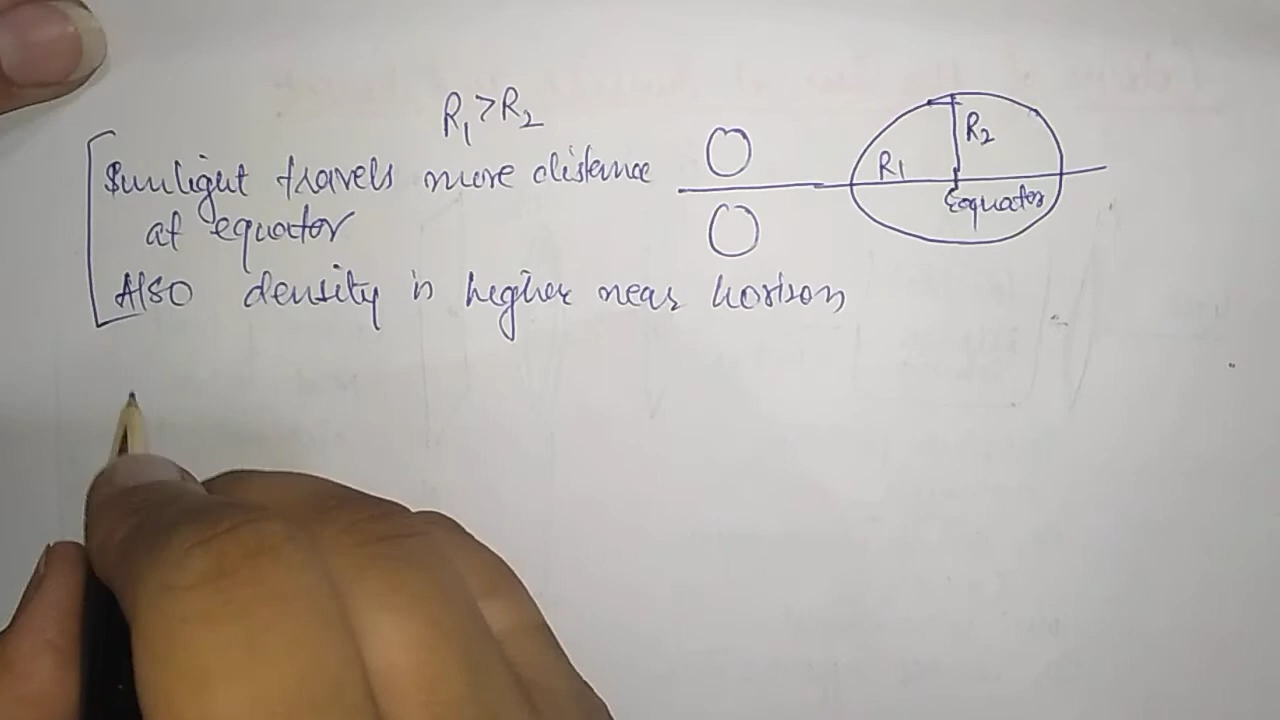 R₁>R₂
Sunlight travels more distance
at equator
Also density is higher near horizon
R₂
R₁
Equator